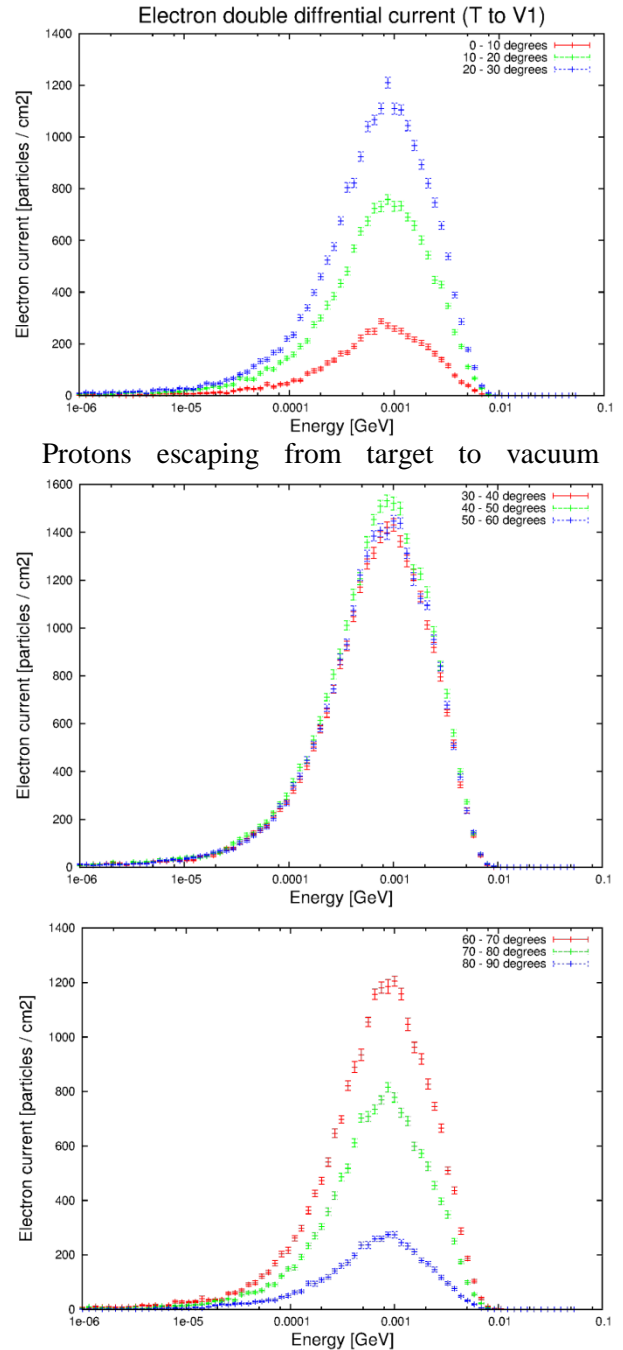 Electron double diffrential current (T to V1)
0 - 10 degrees
10 - 20 degrees
20 - 30 degrees
1400
1200
1000
800
600
400
200
0
Electron current [particles / cm2]
1e-06 1e-05 0.0001 0.001 0.01 0.1
Energy [GeV]
Protons escaping from target to vacuum
30 - 40 degrees
40 - 50 degrees
50 - 60 degrees
1600
1400
1200
1000
800
600
400
200
0
Electron current [particles / cm2]
1e-06 1e-05 0.0001 0.001 0.01 0.1
Energy [GeV]
60 - 70 degrees
70 - 80 degrees
80 - 90 degrees
1400
1200
1000
800
600
400
200
0
Electron current [particles / cm2]
1e-06 1e-05 0.0001 0.001 0.01 0.1
Energy [GeV]